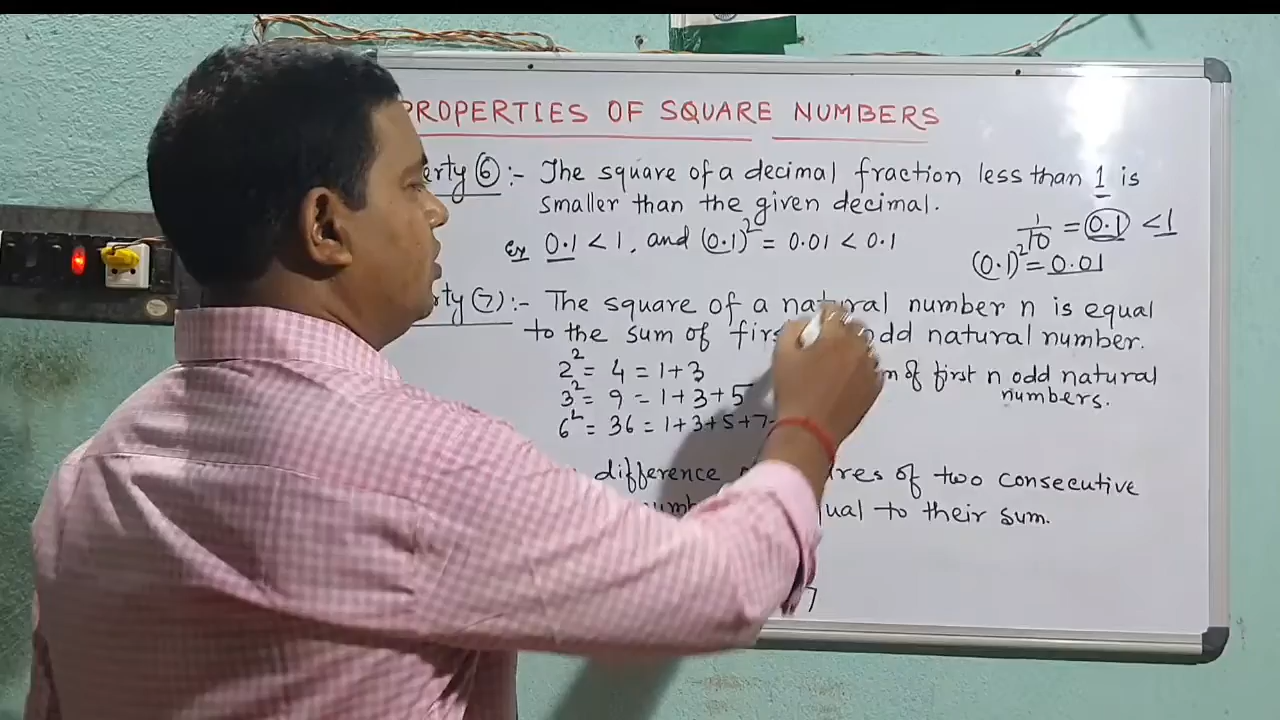 PROPERTIES OF SQUARE NUMBERS
erty ⑥:- The square of a decimal fraction less than 1 is
smaller than the given decimal.
Ex 0.1 < 1, and (0.1)² = 0.01 < 0.1
1/10 = 0.1 < 1
(0.1)² = 0.01
rty (7):- The square of a natural number n is equal
to the sum of odd natural number.
2² = 4 = 1+3
3² = 9 = 1+3+5
6² = 36 = 1+3+5+7
of first n odd natural
numbers.
difference of two consecutive
to their sum.
7